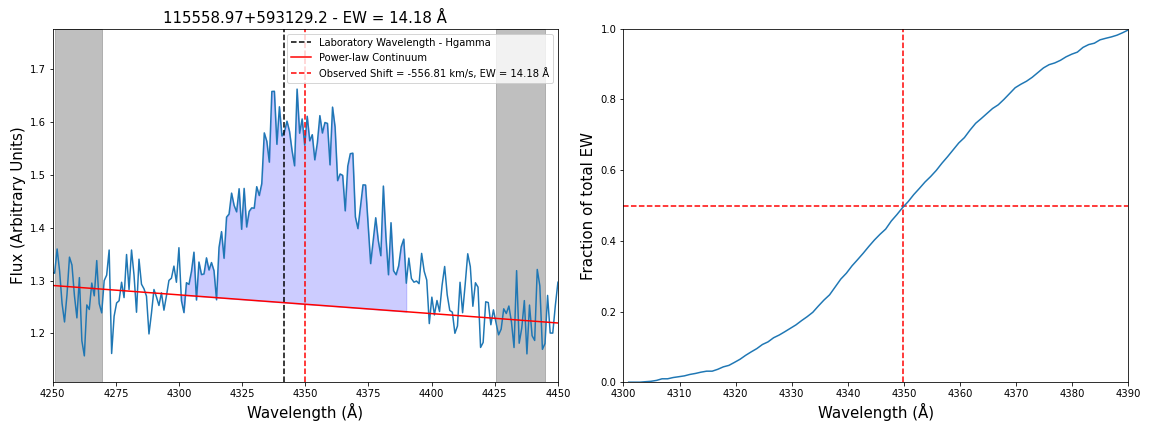 115558.97+593129.2 - EW = 14.18 Å
Laboratory Wavelength - Hgamma
Power-law Continuum
Observed Shift = -556.81 km/s, EW = 14.18 Å
Flux (Arbitrary Units)
1.7
1.6
1.5
1.4
1.3
1.2
4250 4275 4300 4325 4350 4375 4400 4425 4450
Wavelength (Å)
Fraction of total EW
1.0
0.8
0.6
0.4
0.2
0.0
4300 4310 4320 4330 4340 4350 4360 4370 4380 4390
Wavelength (Å)